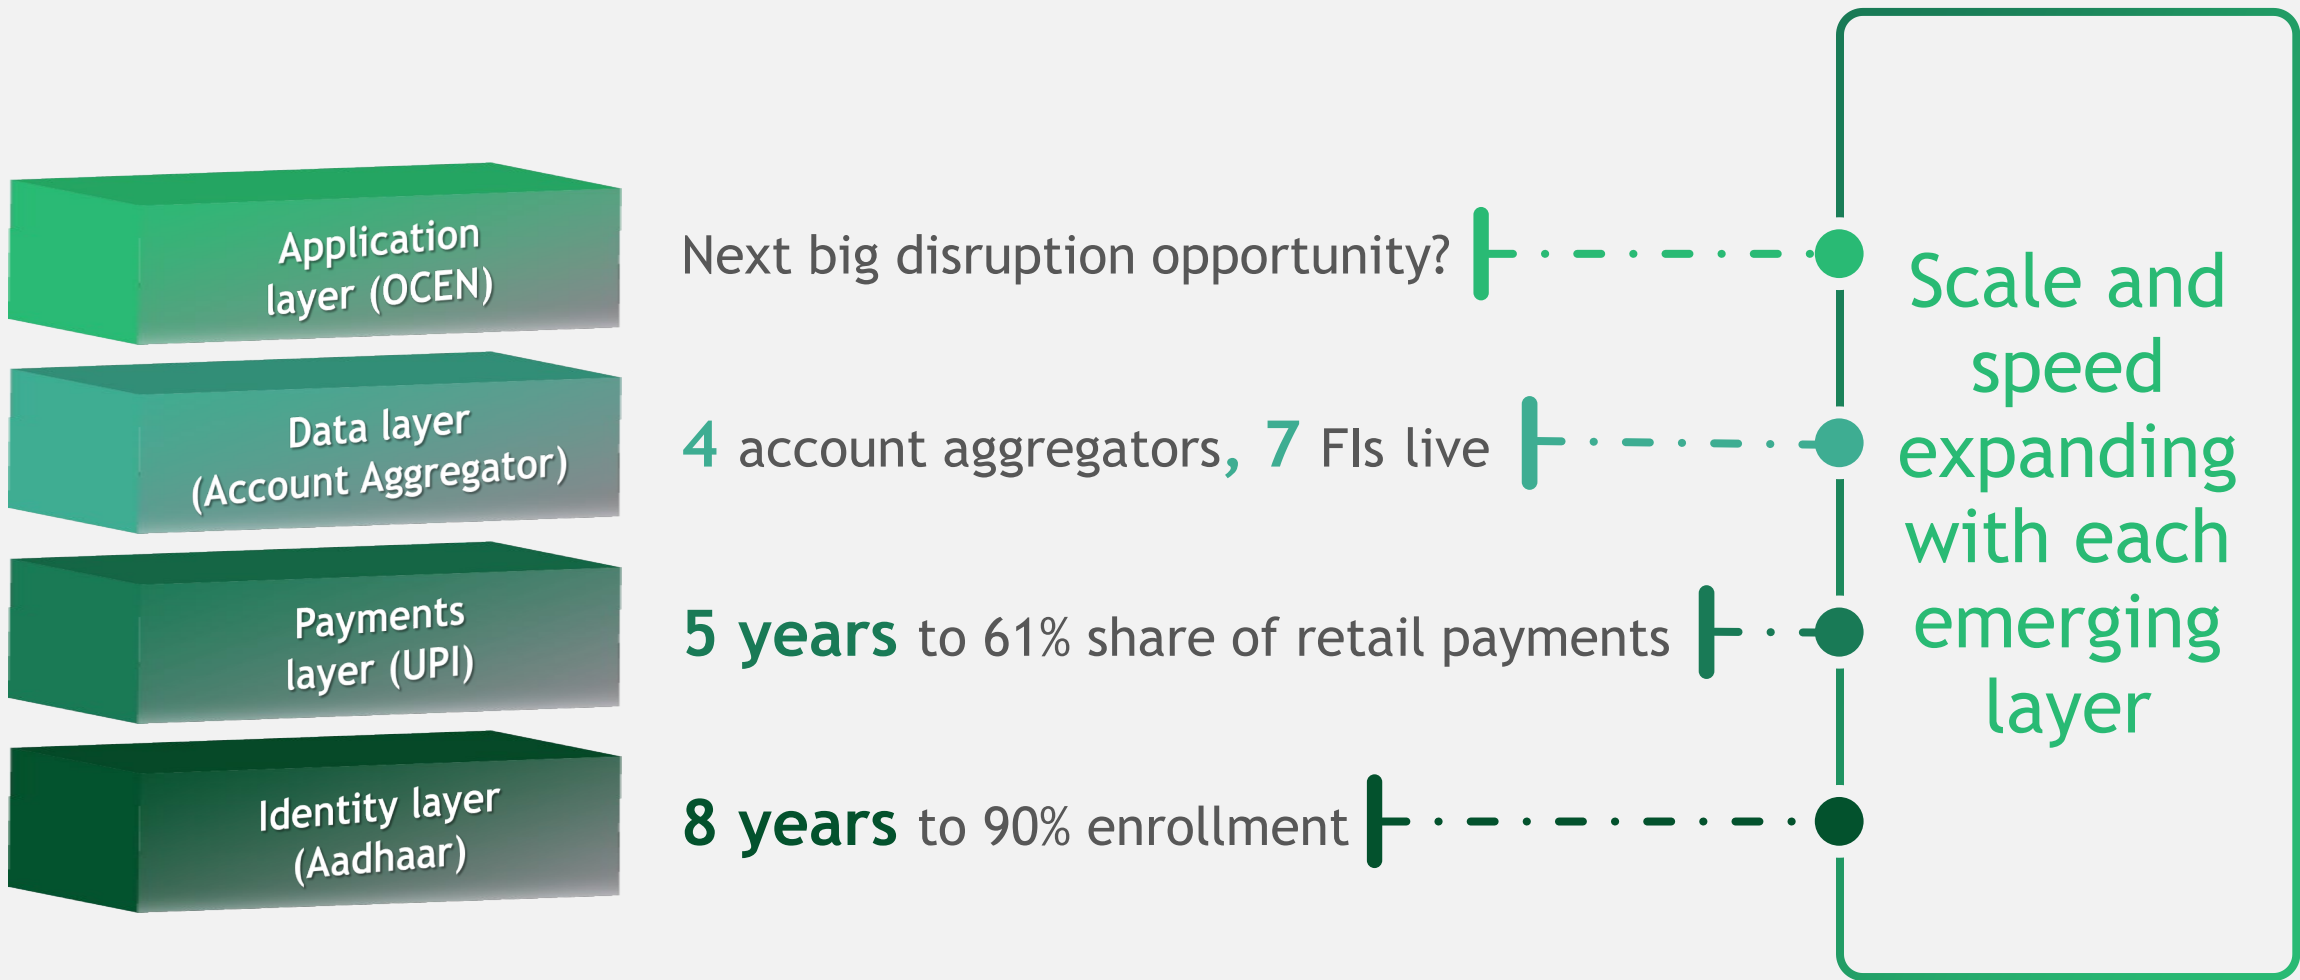 Application
layer (OCEN)
Next big disruption opportunity?
Data layer
(Account Aggregator)
4 account aggregators, 7 FIs live
Payments
layer (UPI)
5 years to 61% share of retail payments
Identity layer
(Aadhaar)
8 years to 90% enrollment
Scale and
speed
expanding
with each
emerging
layer